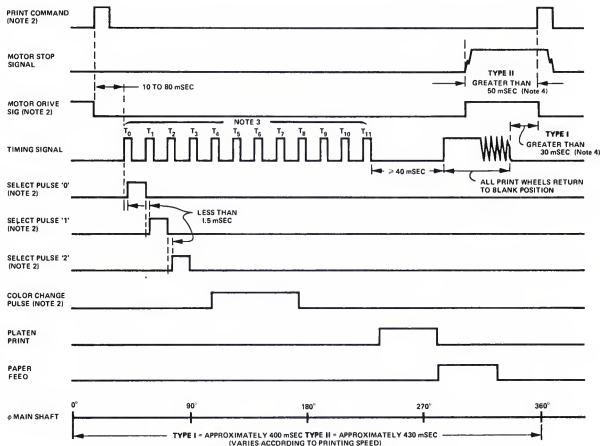 PRINT COMMAND
(NOTE 2)
MOTOR STOP
SIGNAL
TYPE II
GREATER THAN
50 mSEC (Note 4)
10 TO 80 mSEC
MOTOR ORIVE
SIG (NOTE 2)
NOTE 3
T0 T1 T2 T3 T4 T5 T6 T7 T8 T9 T10 T11
TYPE I
GREATER THAN
30 mSEC (Note 4)
TIMING SIGNAL
≥ 40 mSEC
ALL PRINT WHEELS RETURN
TO BLANK POSITION
SELECT PULSE '0'
(NOTE 2)
LESS THAN
1.5 mSEC
SELECT PULSE '1'
(NOTE 2)
SELECT PULSE '2'
(NOTE 2)
COLOR CHANGE
PULSE (NOTE 2)
PLATEN
PRINT
PAPER
FEEO
0° 90° 180° 270° 360°
φ MAIN SHAFT
TYPE I - APPROXIMATELY 400 mSEC TYPE II - APPROXIMATELY 430 mSEC
(VARIES ACCORDING TO PRINTING SPEED)